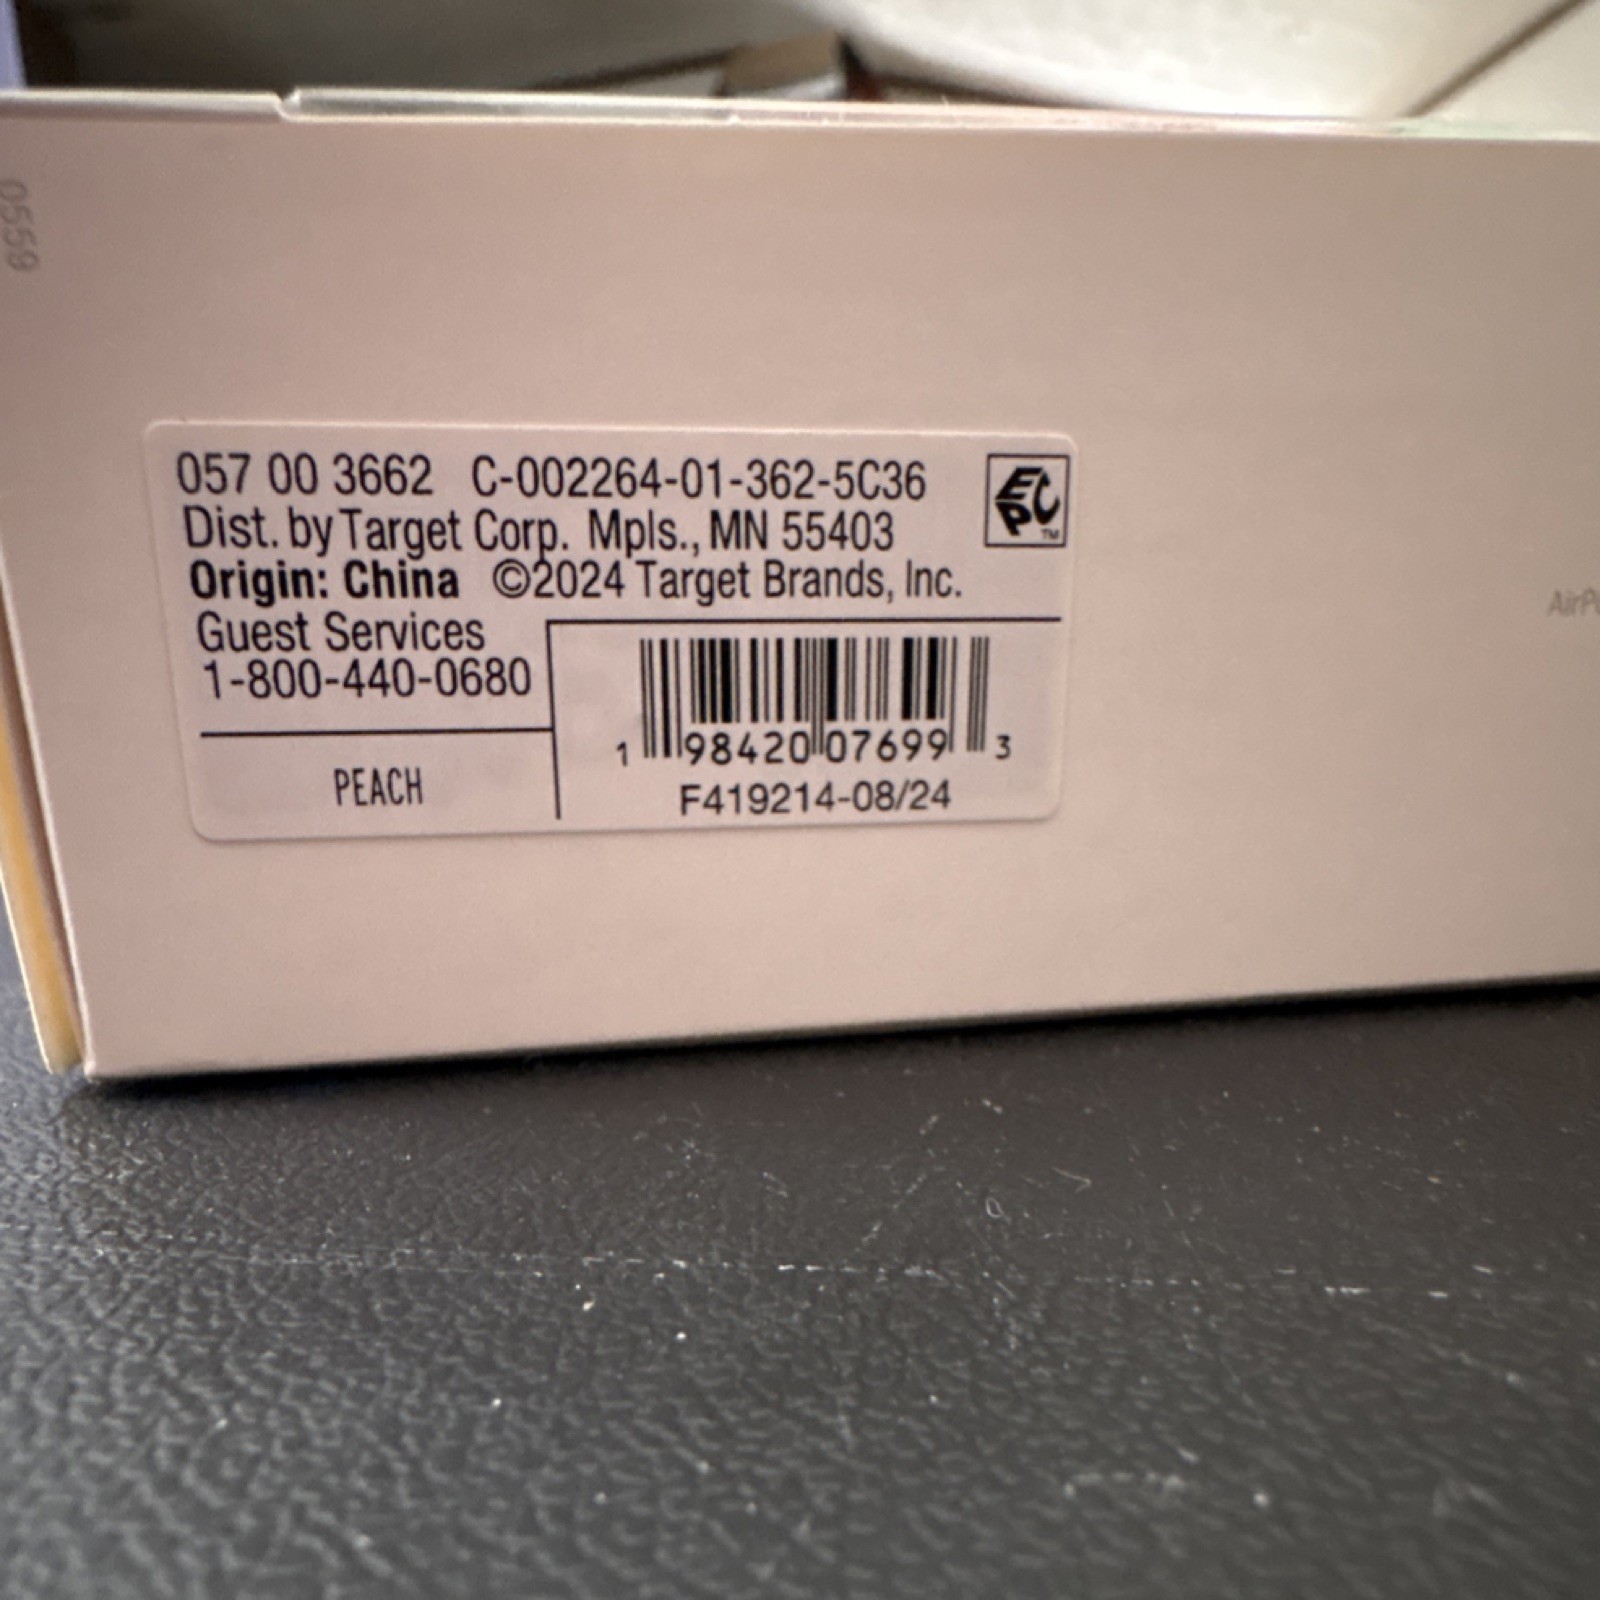 0559
057 00 3662 C-002264-01-362-5C36
EPC™
Dist. by Target Corp. Mpls., MN 55403
Origin: China ©2024 Target Brands, Inc.
Guest Services
1-800-440-0680
PEACH
1 98420 07699 3
F419214-08/24